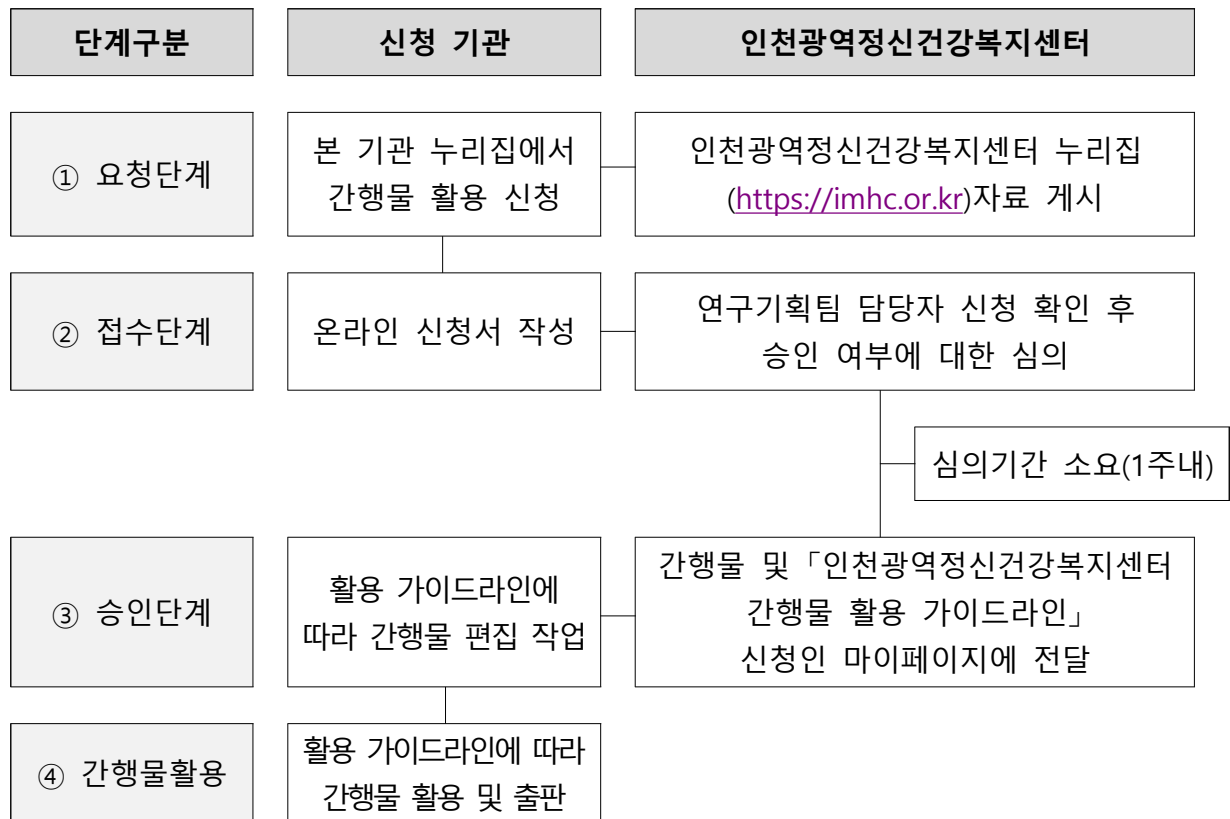 단계구분
신청 기관
인천광역정신건강복지센터
① 요청단계
본 기관 누리집에서
간행물 활용 신청
인천광역정신건강복지센터 누리집
(https://imhc.or.kr)자료 게시
② 접수단계
온라인 신청서 작성
연구기획팀 담당자 신청 확인 후
승인 여부에 대한 심의
심의기간 소요(1주내)
③ 승인단계
활용 가이드라인에
따라 간행물 편집 작업
간행물 및「인천광역정신건강복지센터
간행물 활용 가이드라인」
신청인 마이페이지에 전달
④ 간행물활용
활용 가이드라인에 따라
간행물 활용 및 출판